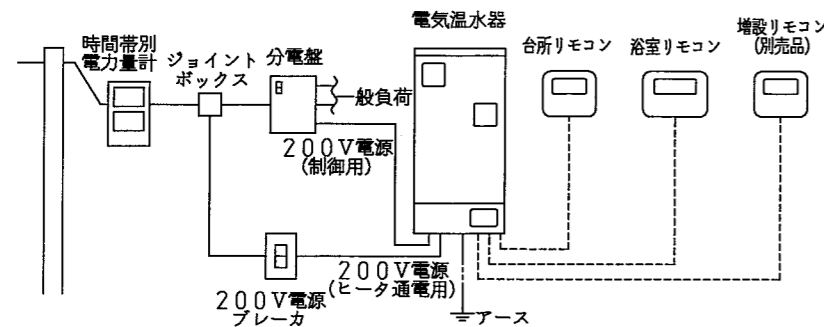 電気温水器
時間帯別
電力量計
ジョイント
ボックス
分電盤
一般負荷
200V電源
(制御用)
台所リモコン
浴室リモコン
増設リモコン
(別売品)
200V電源
ブレーカ
200V電源
(ヒータ通電用)
アース